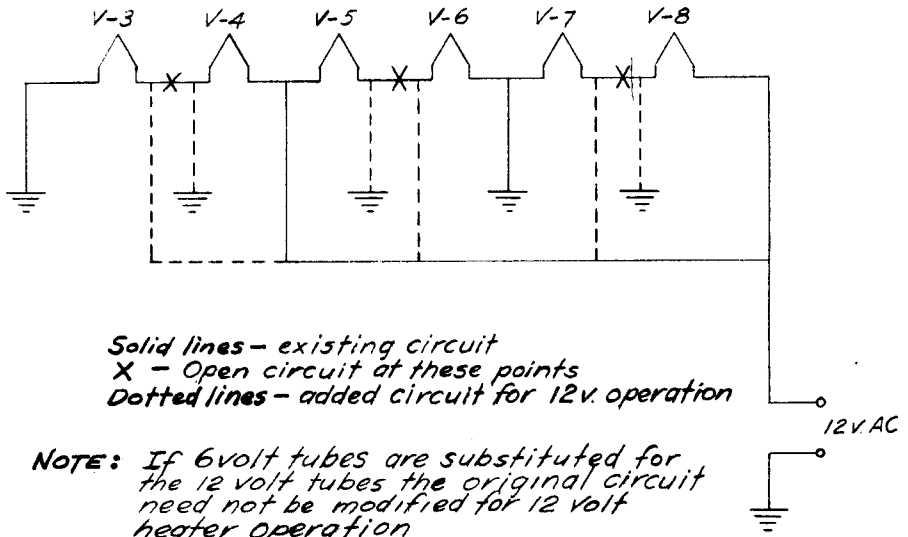 V-3 V-4 V-5 V-6 V-7 V-8
X X X
Solid lines - existing circuit
X - Open circuit at these points
Dotted lines - added circuit for 12v. operation
12v. AC
NOTE: If 6volt tubes are substituted for
the 12 volt tubes the original circuit
need not be modified for 12 volt
heater operation